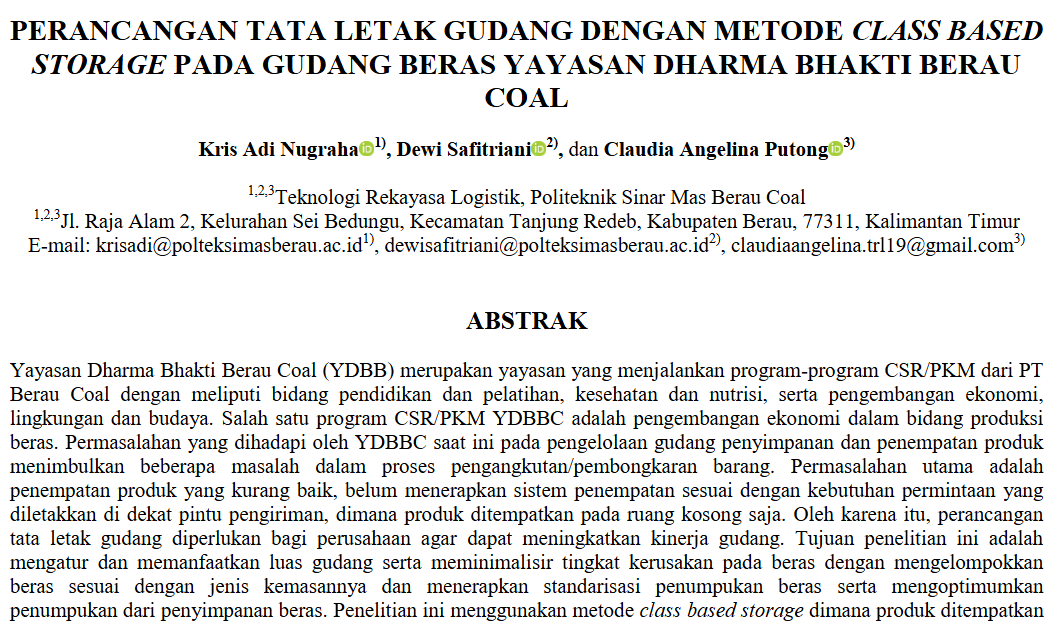 PERANCANGAN TATA LETAK GUDANG DENGAN METODE CLASS BASED
STORAGE PADA GUDANG BERAS YAYASAN DHARMA BHAKTI BERAU
COAL
Kris Adi Nugraha iD 1), Dewi Safitriani iD 2), dan Claudia Angelina Putong iD 3)
1,2,3Teknologi Rekayasa Logistik, Politeknik Sinar Mas Berau Coal
1,2,3Jl. Raja Alam 2, Kelurahan Sei Bedungu, Kecamatan Tanjung Redeb, Kabupaten Berau, 77311, Kalimantan Timur
E-mail: krisadi@polteksimasberau.ac.id1), dewisafitriani@polteksimasberau.ac.id2), claudiaangelina.trl19@gmail.com3)
ABSTRAK
Yayasan Dharma Bhakti Berau Coal (YDBB) merupakan yayasan yang menjalankan program-program CSR/PKM dari PT
Berau Coal dengan meliputi bidang pendidikan dan pelatihan, kesehatan dan nutrisi, serta pengembangan ekonomi,
lingkungan dan budaya. Salah satu program CSR/PKM YDBBC adalah pengembangan ekonomi dalam bidang produksi
beras. Permasalahan yang dihadapi oleh YDBBC saat ini pada pengelolaan gudang penyimpanan dan penempatan produk
menimbulkan beberapa masalah dalam proses pengangkutan/pembongkaran barang. Permasalahan utama adalah
penempatan produk yang kurang baik, belum menerapkan sistem penempatan sesuai dengan kebutuhan permintaan yang
diletakkan di dekat pintu pengiriman, dimana produk ditempatkan pada ruang kosong saja. Oleh karena itu, perancangan
tata letak gudang diperlukan bagi perusahaan agar dapat meningkatkan kinerja gudang. Tujuan penelitian ini adalah
mengatur dan memanfaatkan luas gudang serta meminimalisir tingkat kerusakan pada beras dengan mengelompokkan
beras sesuai dengan jenis kemasannya dan menerapkan standarisasi penumpukan beras serta mengoptimumkan
penumpukan dari penyimpanan beras. Penelitian ini menggunakan metode class based storage dimana produk ditempatkan